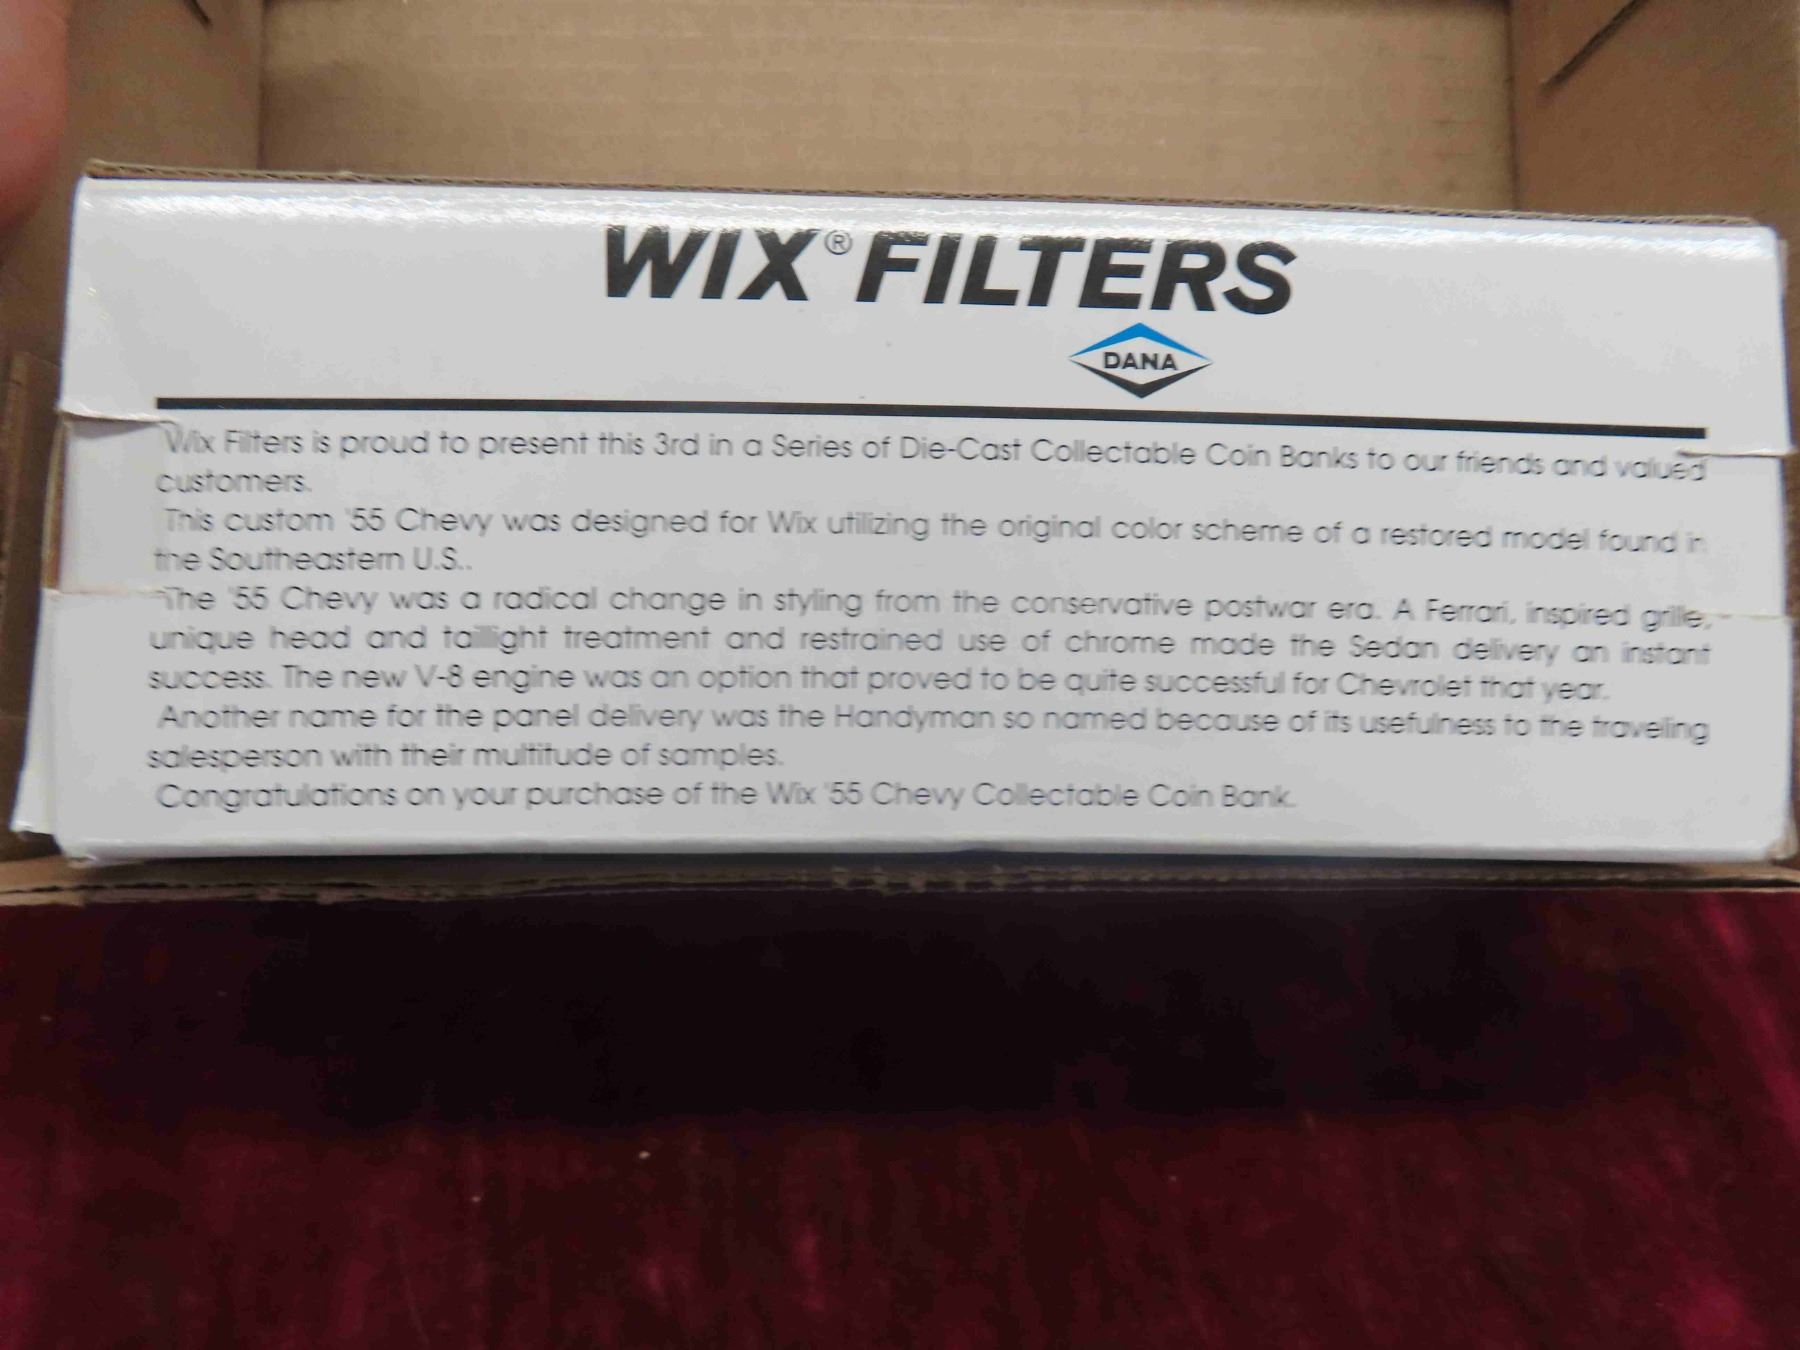 WIX® FILTERS
DANA
Wix Filters is proud to present this 3rd in a Series of Die-Cast Collectable Coin Banks to our friends and valued
customers.
This custom '55 Chevy was designed for Wix utilizing the original color scheme of a restored model found in
the Southeastern U.S..
The '55 Chevy was a radical change in styling from the conservative postwar era. A Ferrari, inspired grille,
unique head and taillight treatment and restrained use of chrome made the Sedan delivery an instant
success. The new V-8 engine was an option that proved to be quite successful for Chevrolet that year.
Another name for the panel delivery was the Handyman so named because of its usefulness to the traveling
salesperson with their multitude of samples.
Congratulations on your purchase of the Wix '55 Chevy Collectable Coin Bank.